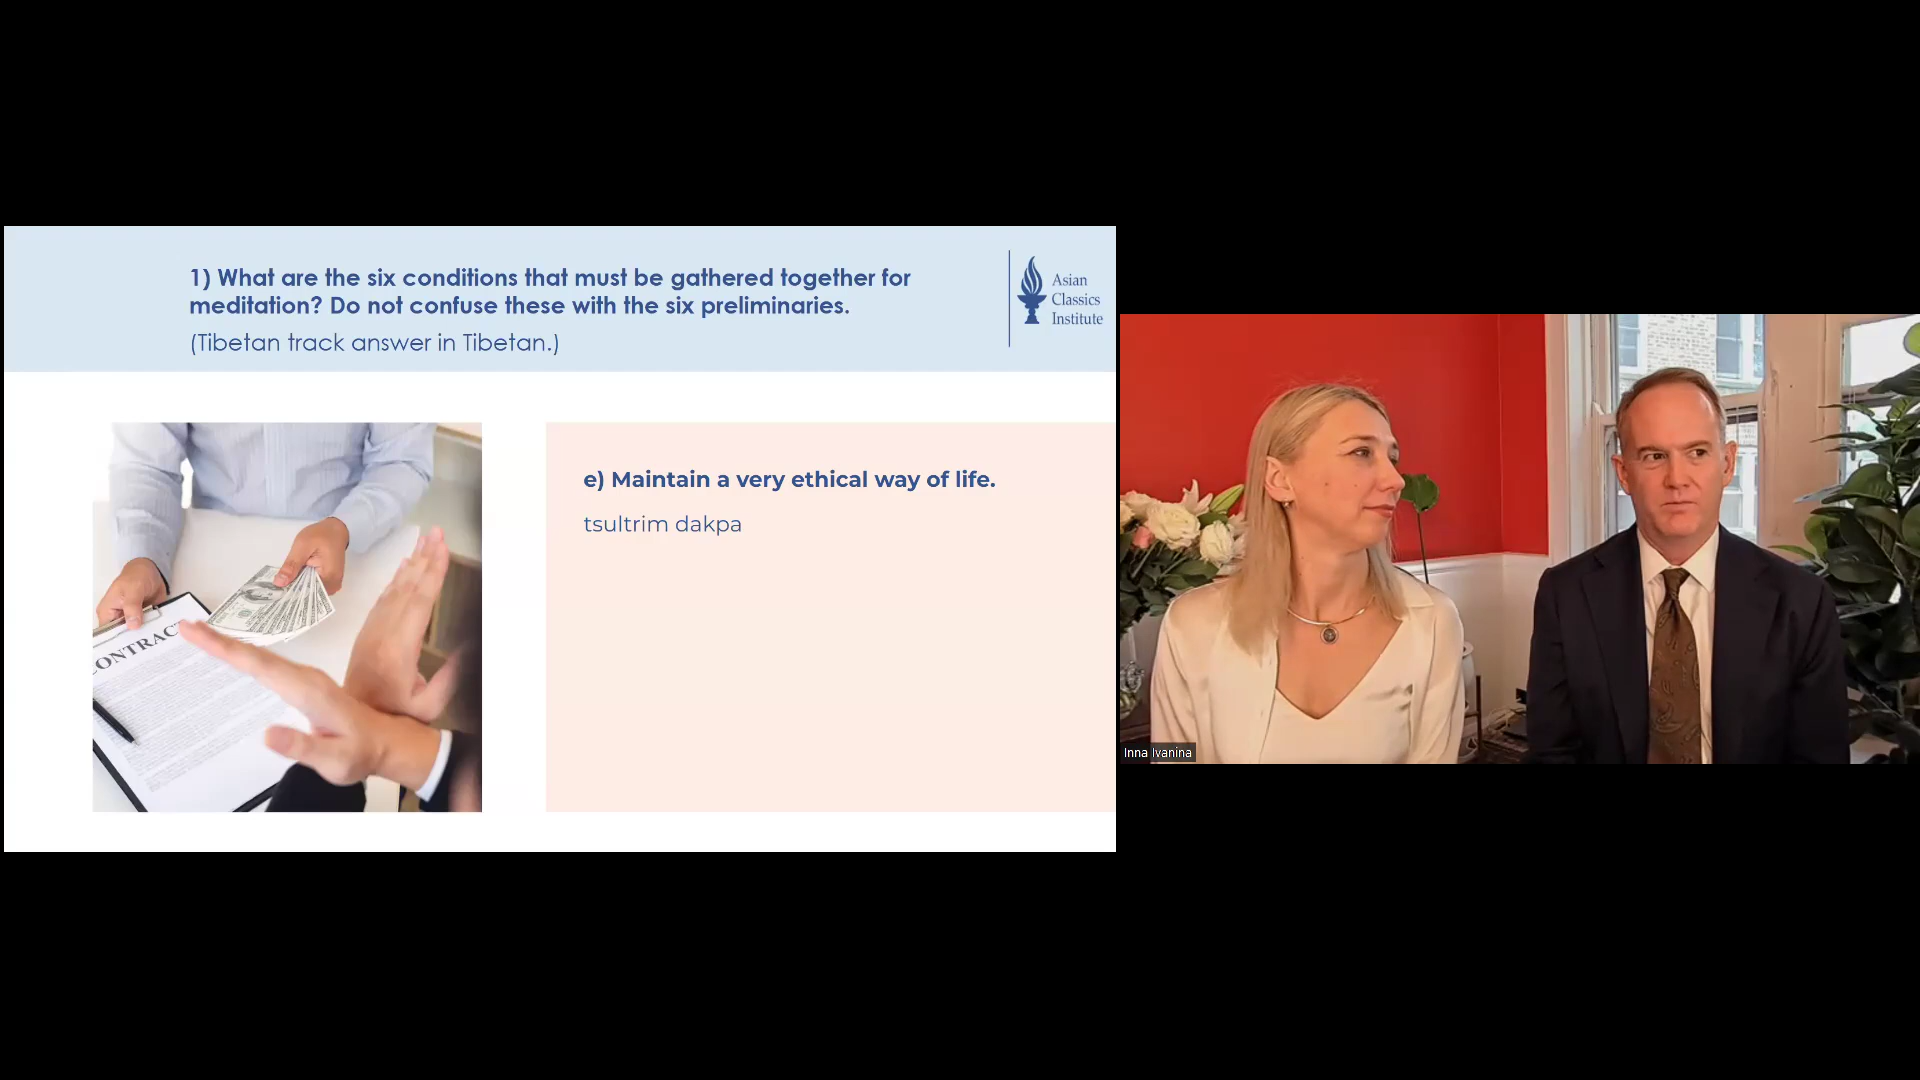 1) What are the six conditions that must be gathered together for
meditation? Do not confuse these with the six preliminaries.
(Tibetan track answer in Tibetan.)
Asian
Classics
Institute
e) Maintain a very ethical way of life.
tsultrim dakpa
ONTRAC
Inna Ivanina